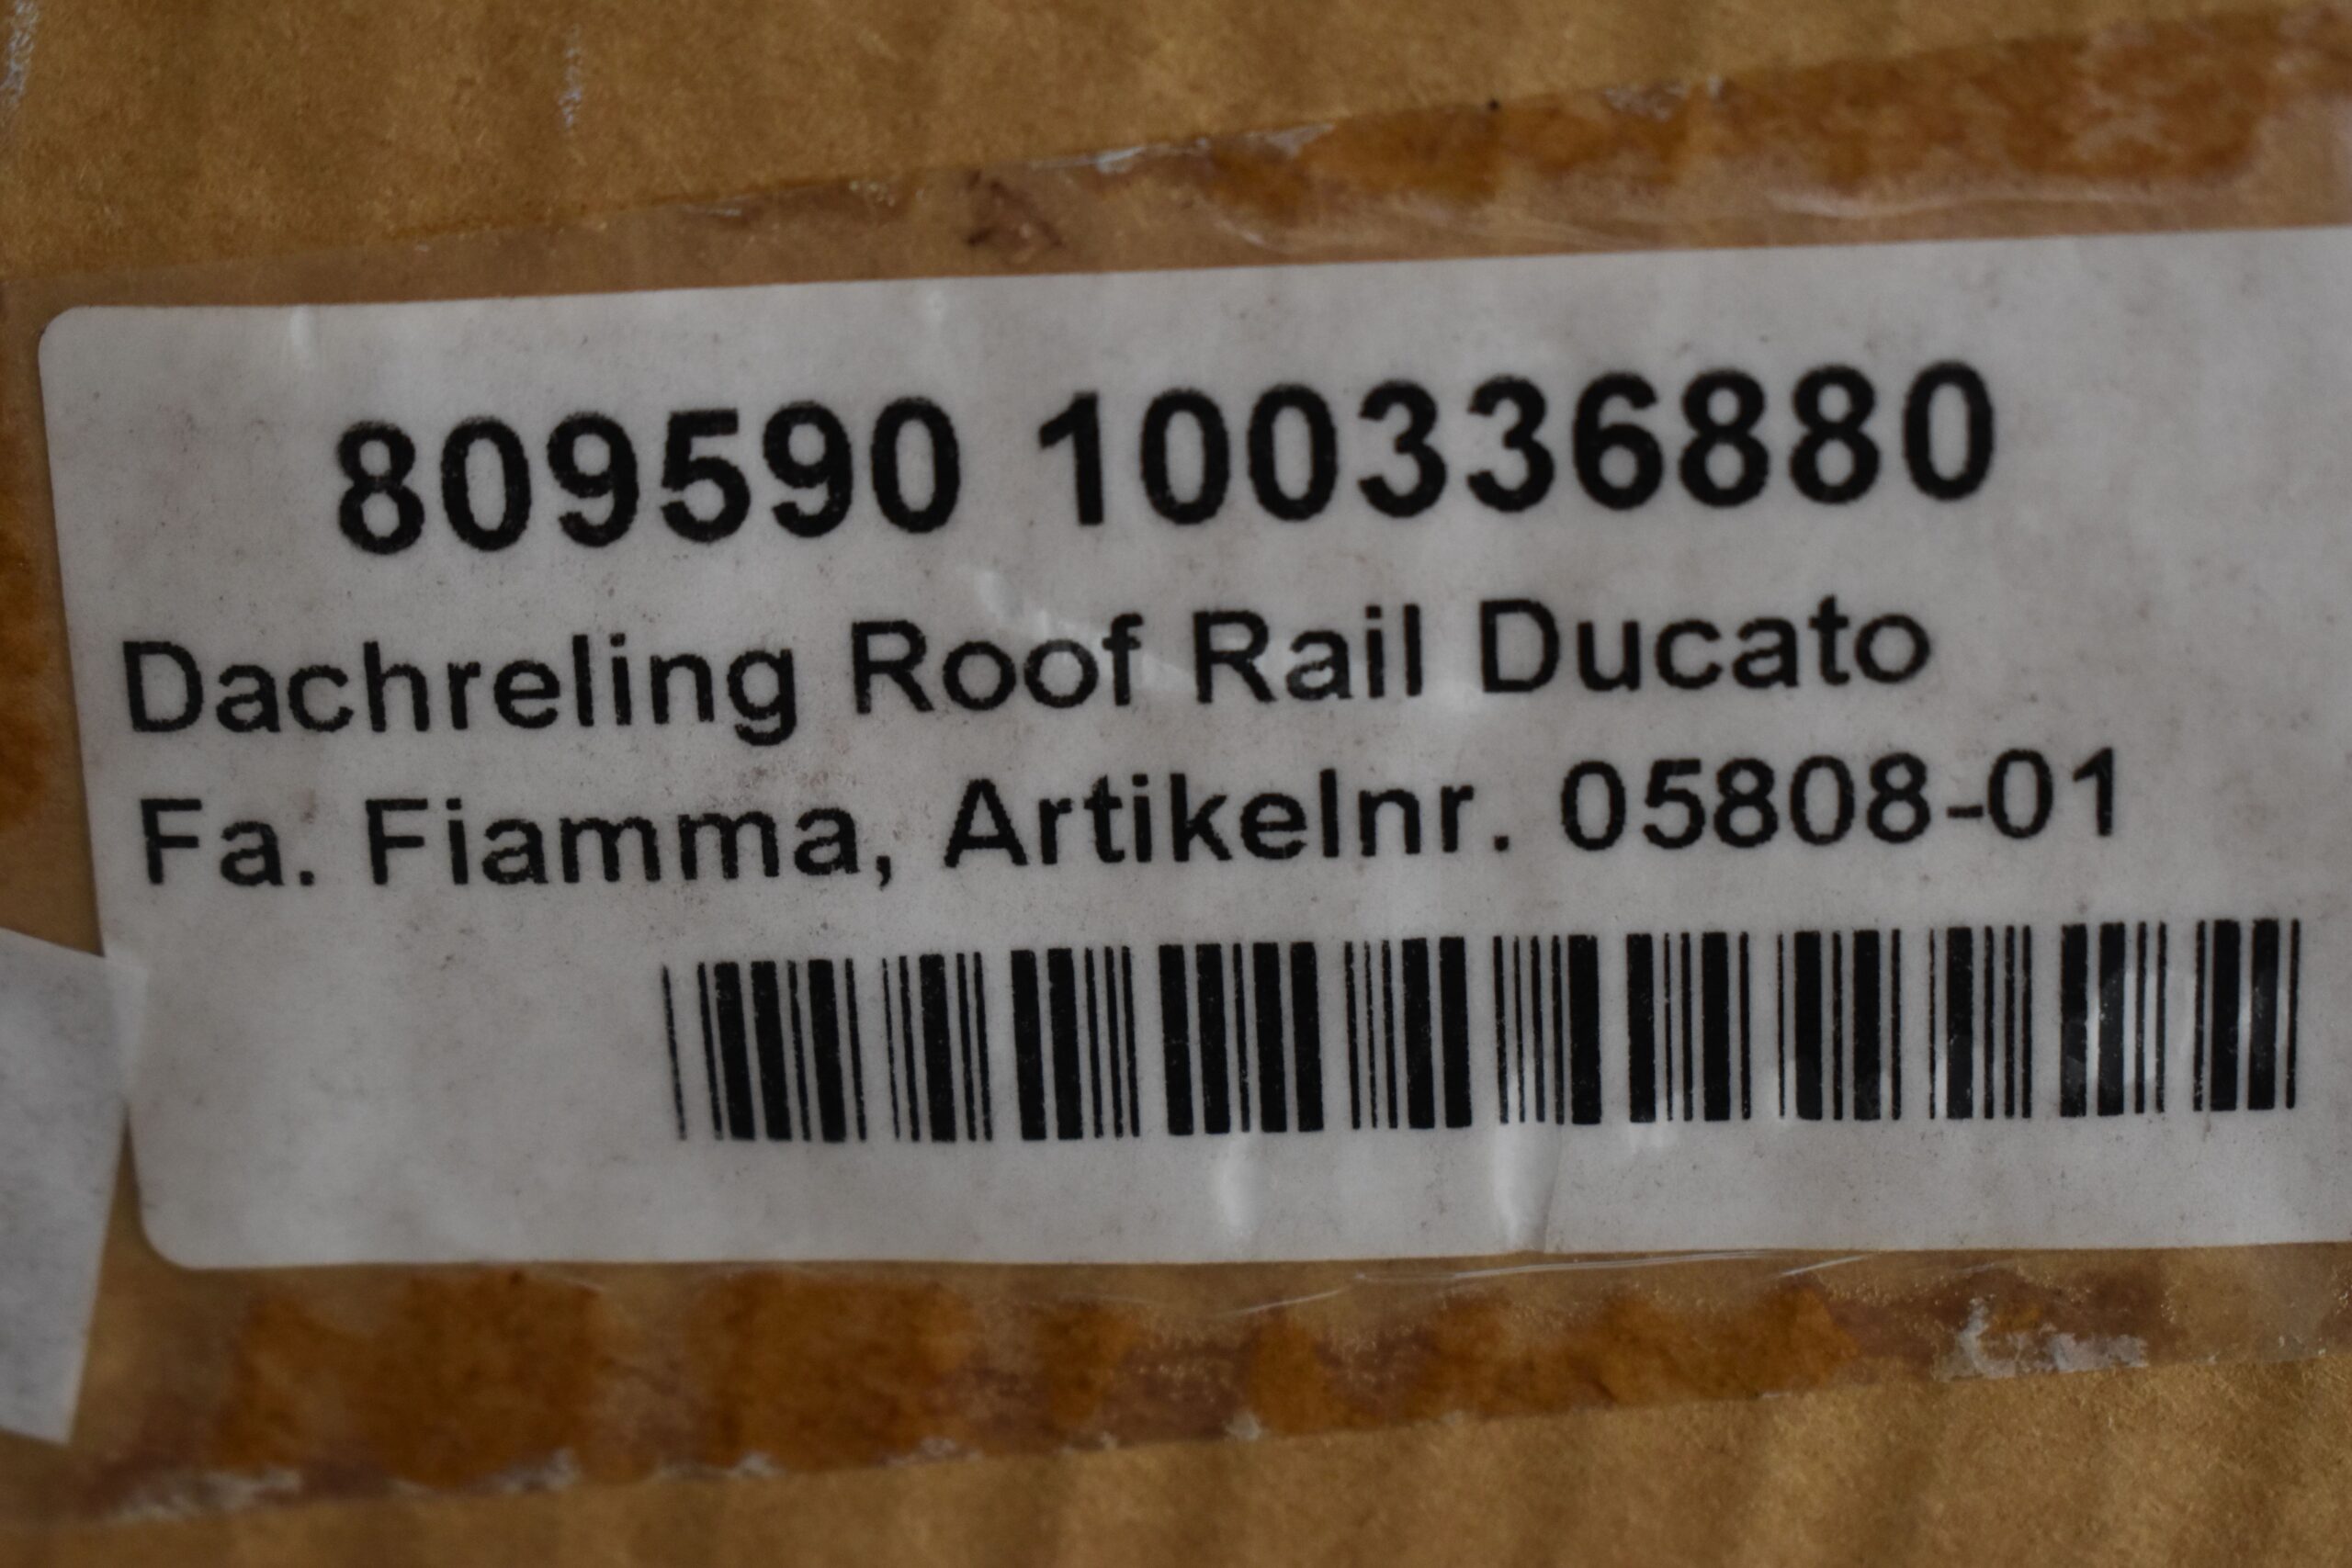 809590 100336880
Dachreling Roof Rail Ducato
Fa. Fiamma, Artikelnr. 05808-01